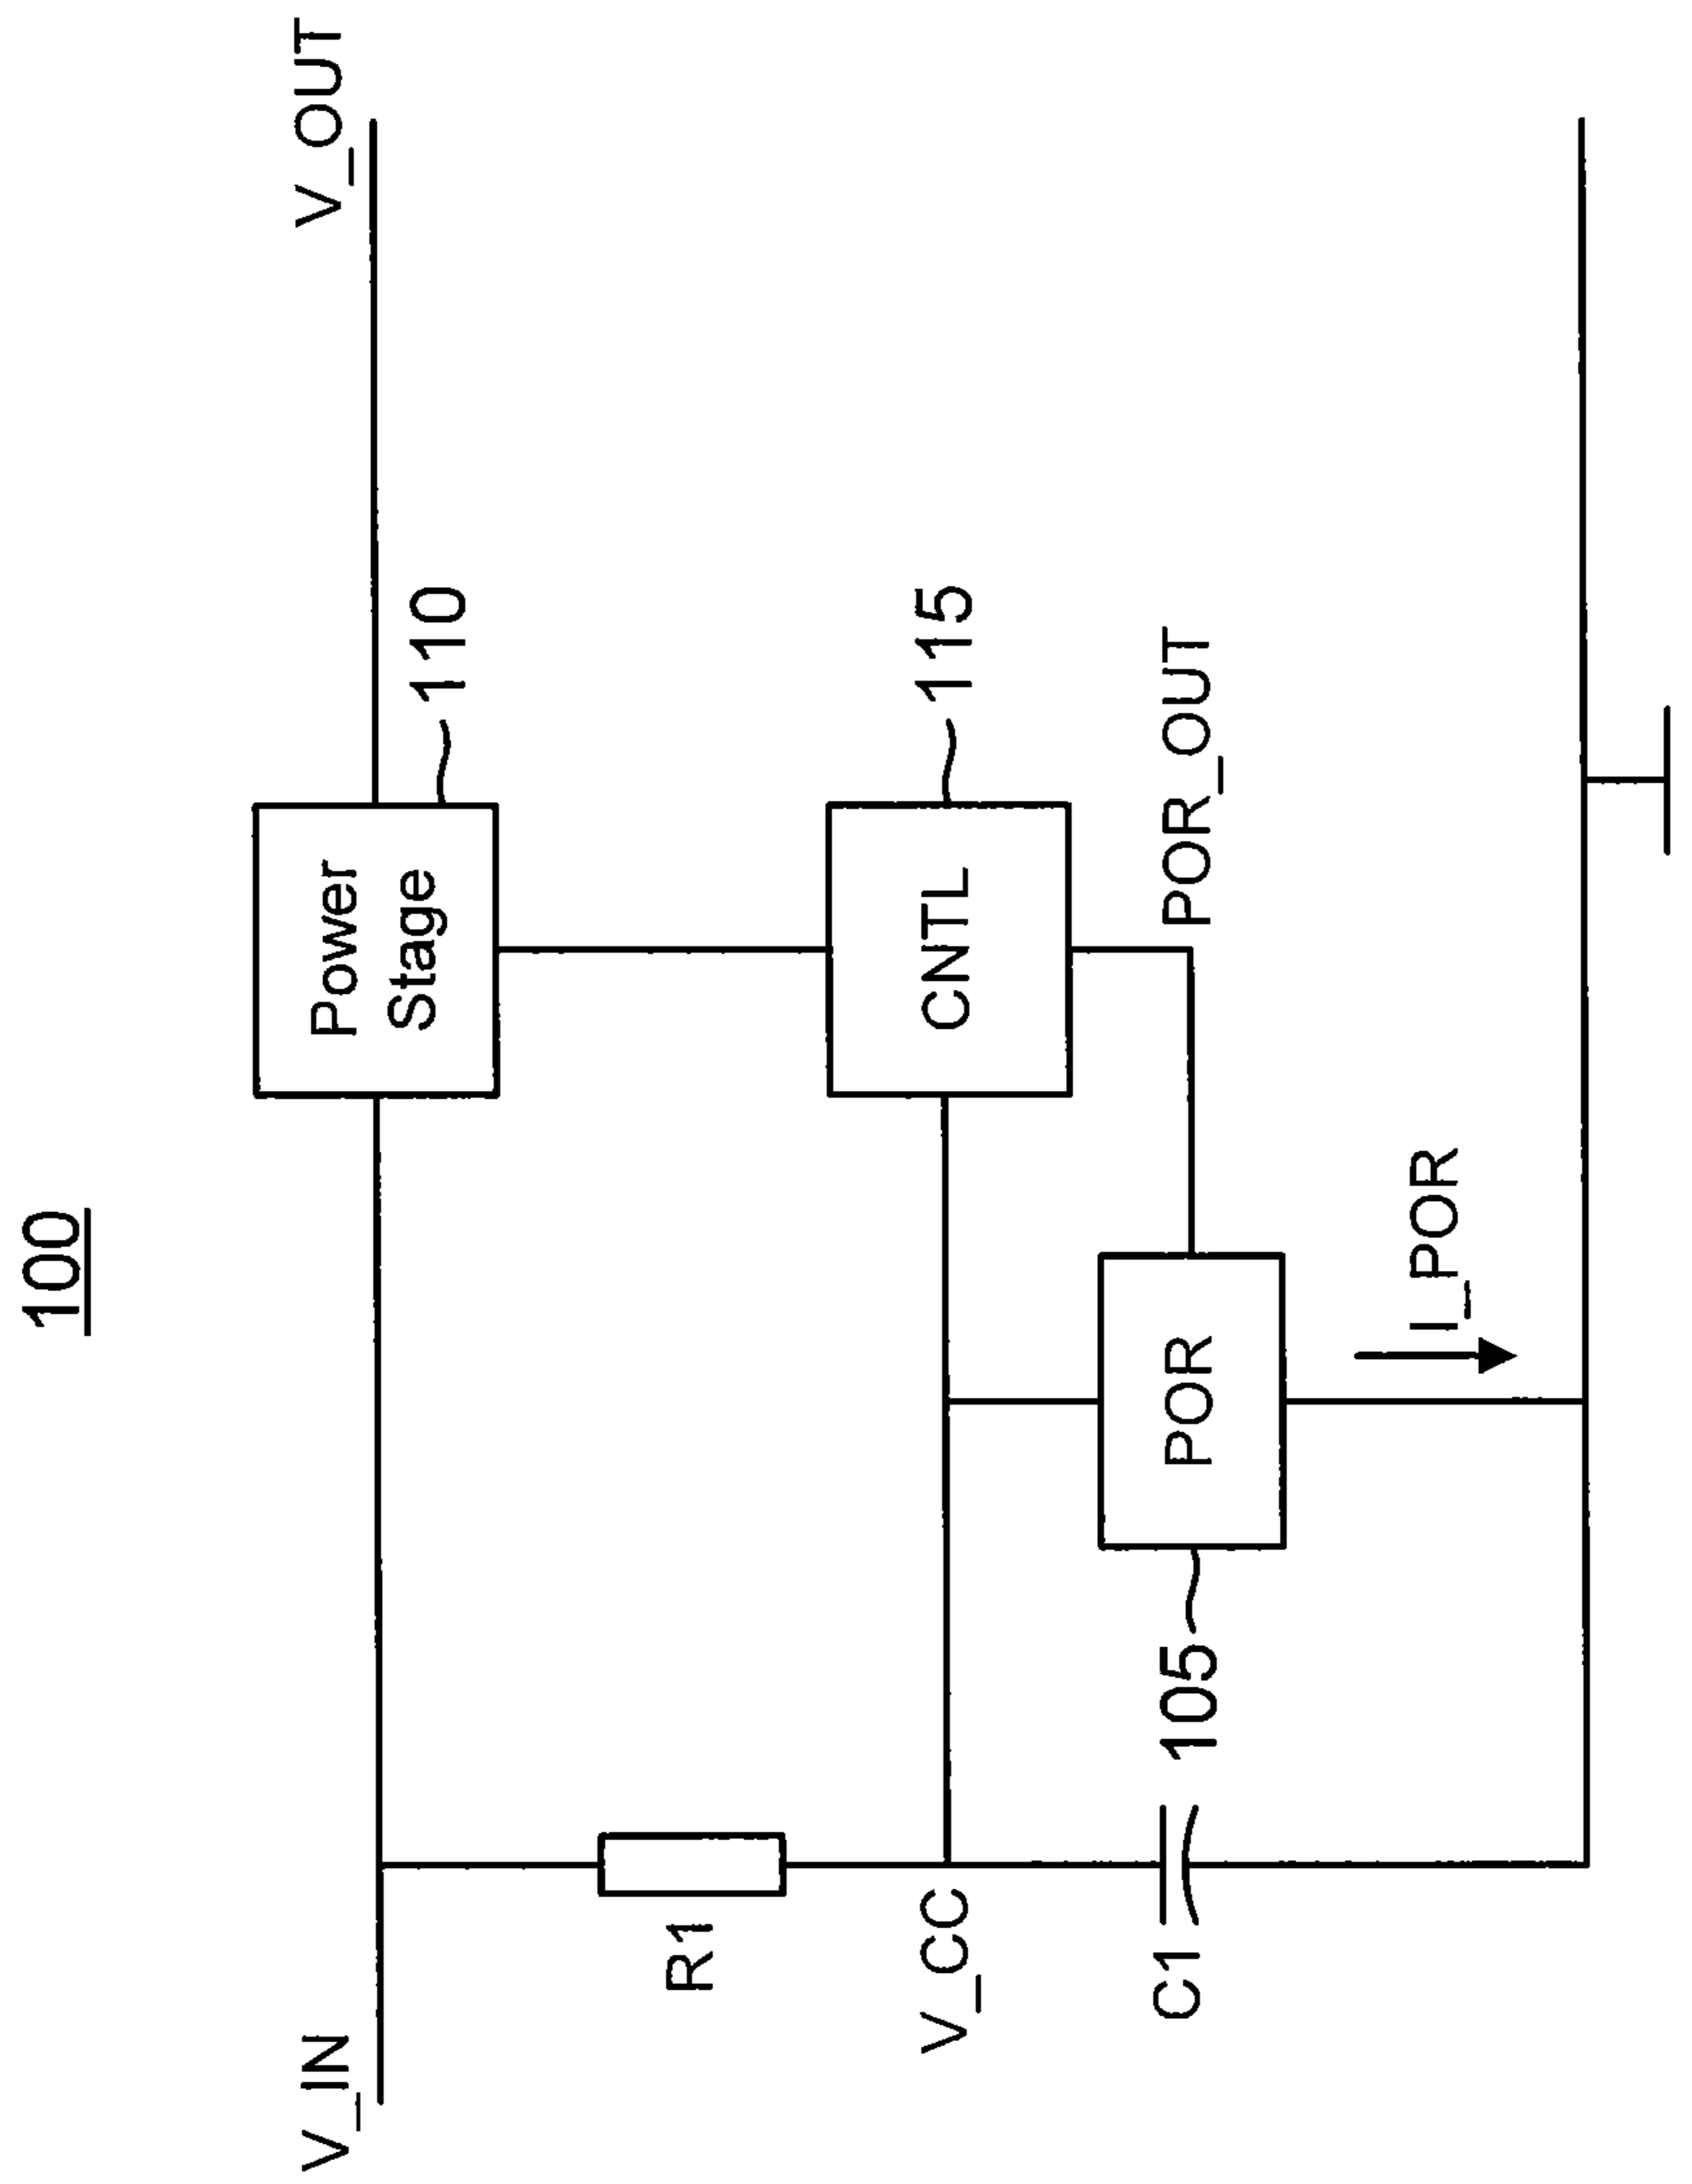 100
V_IN
V_OUT
Power
Stage
110
R1
V_CC
CNTL
115
C1
105
POR
POR_OUT
I_POR